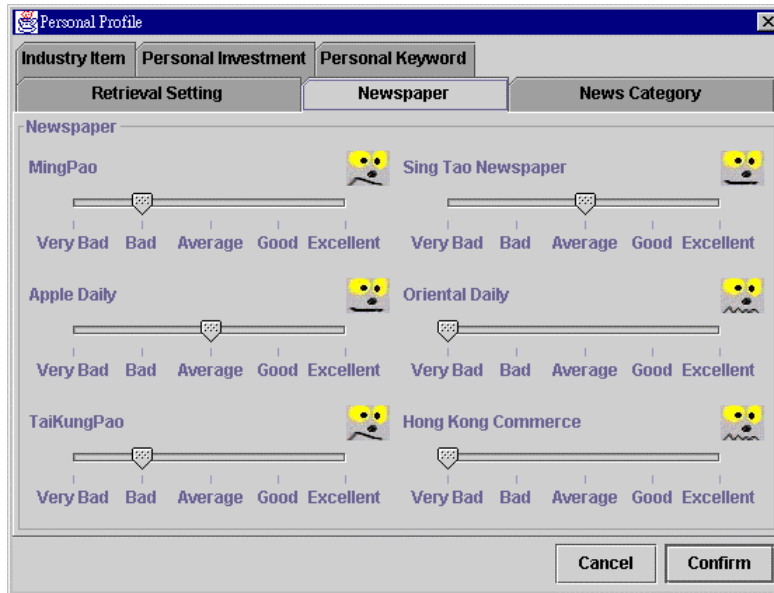 Personal Profile
Industry Item Personal Investment Personal Keyword
Retrieval Setting Newspaper News Category
Newspaper
MingPao Sing Tao Newspaper
Very Bad Bad Average Good Excellent Very Bad Bad Average Good Excellent
Apple Daily Oriental Daily
Very Bad Bad Average Good Excellent Very Bad Bad Average Good Excellent
TaiKungPao Hong Kong Commerce
Very Bad Bad Average Good Excellent Very Bad Bad Average Good Excellent
Cancel Confirm